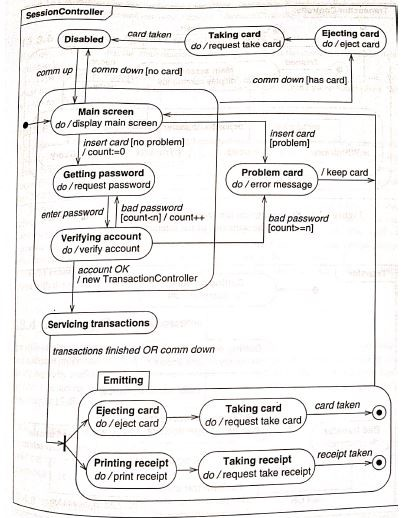 SessionController
Disabled
card taken
Taking card
do / request take card
Ejecting card
do / eject card
comm up
comm down [no card]
comm down [has card]
Main screen
do / display main screen
insert card [no problem]
/ count:=0
insert card
[problem]
Getting password
do / request password
Problem card
do / error message
/ keep card
enter password
bad password
[count<n] / count++
bad password
[count>=n]
Verifying account
do / verify account
account OK
/ new TransactionController
Servicing transactions
transactions finished OR comm down
Emitting
Ejecting card
do / eject card
Taking card
do / request take card
card taken
Printing receipt
do / print receipt
Taking receipt
do / request take receipt
receipt taken